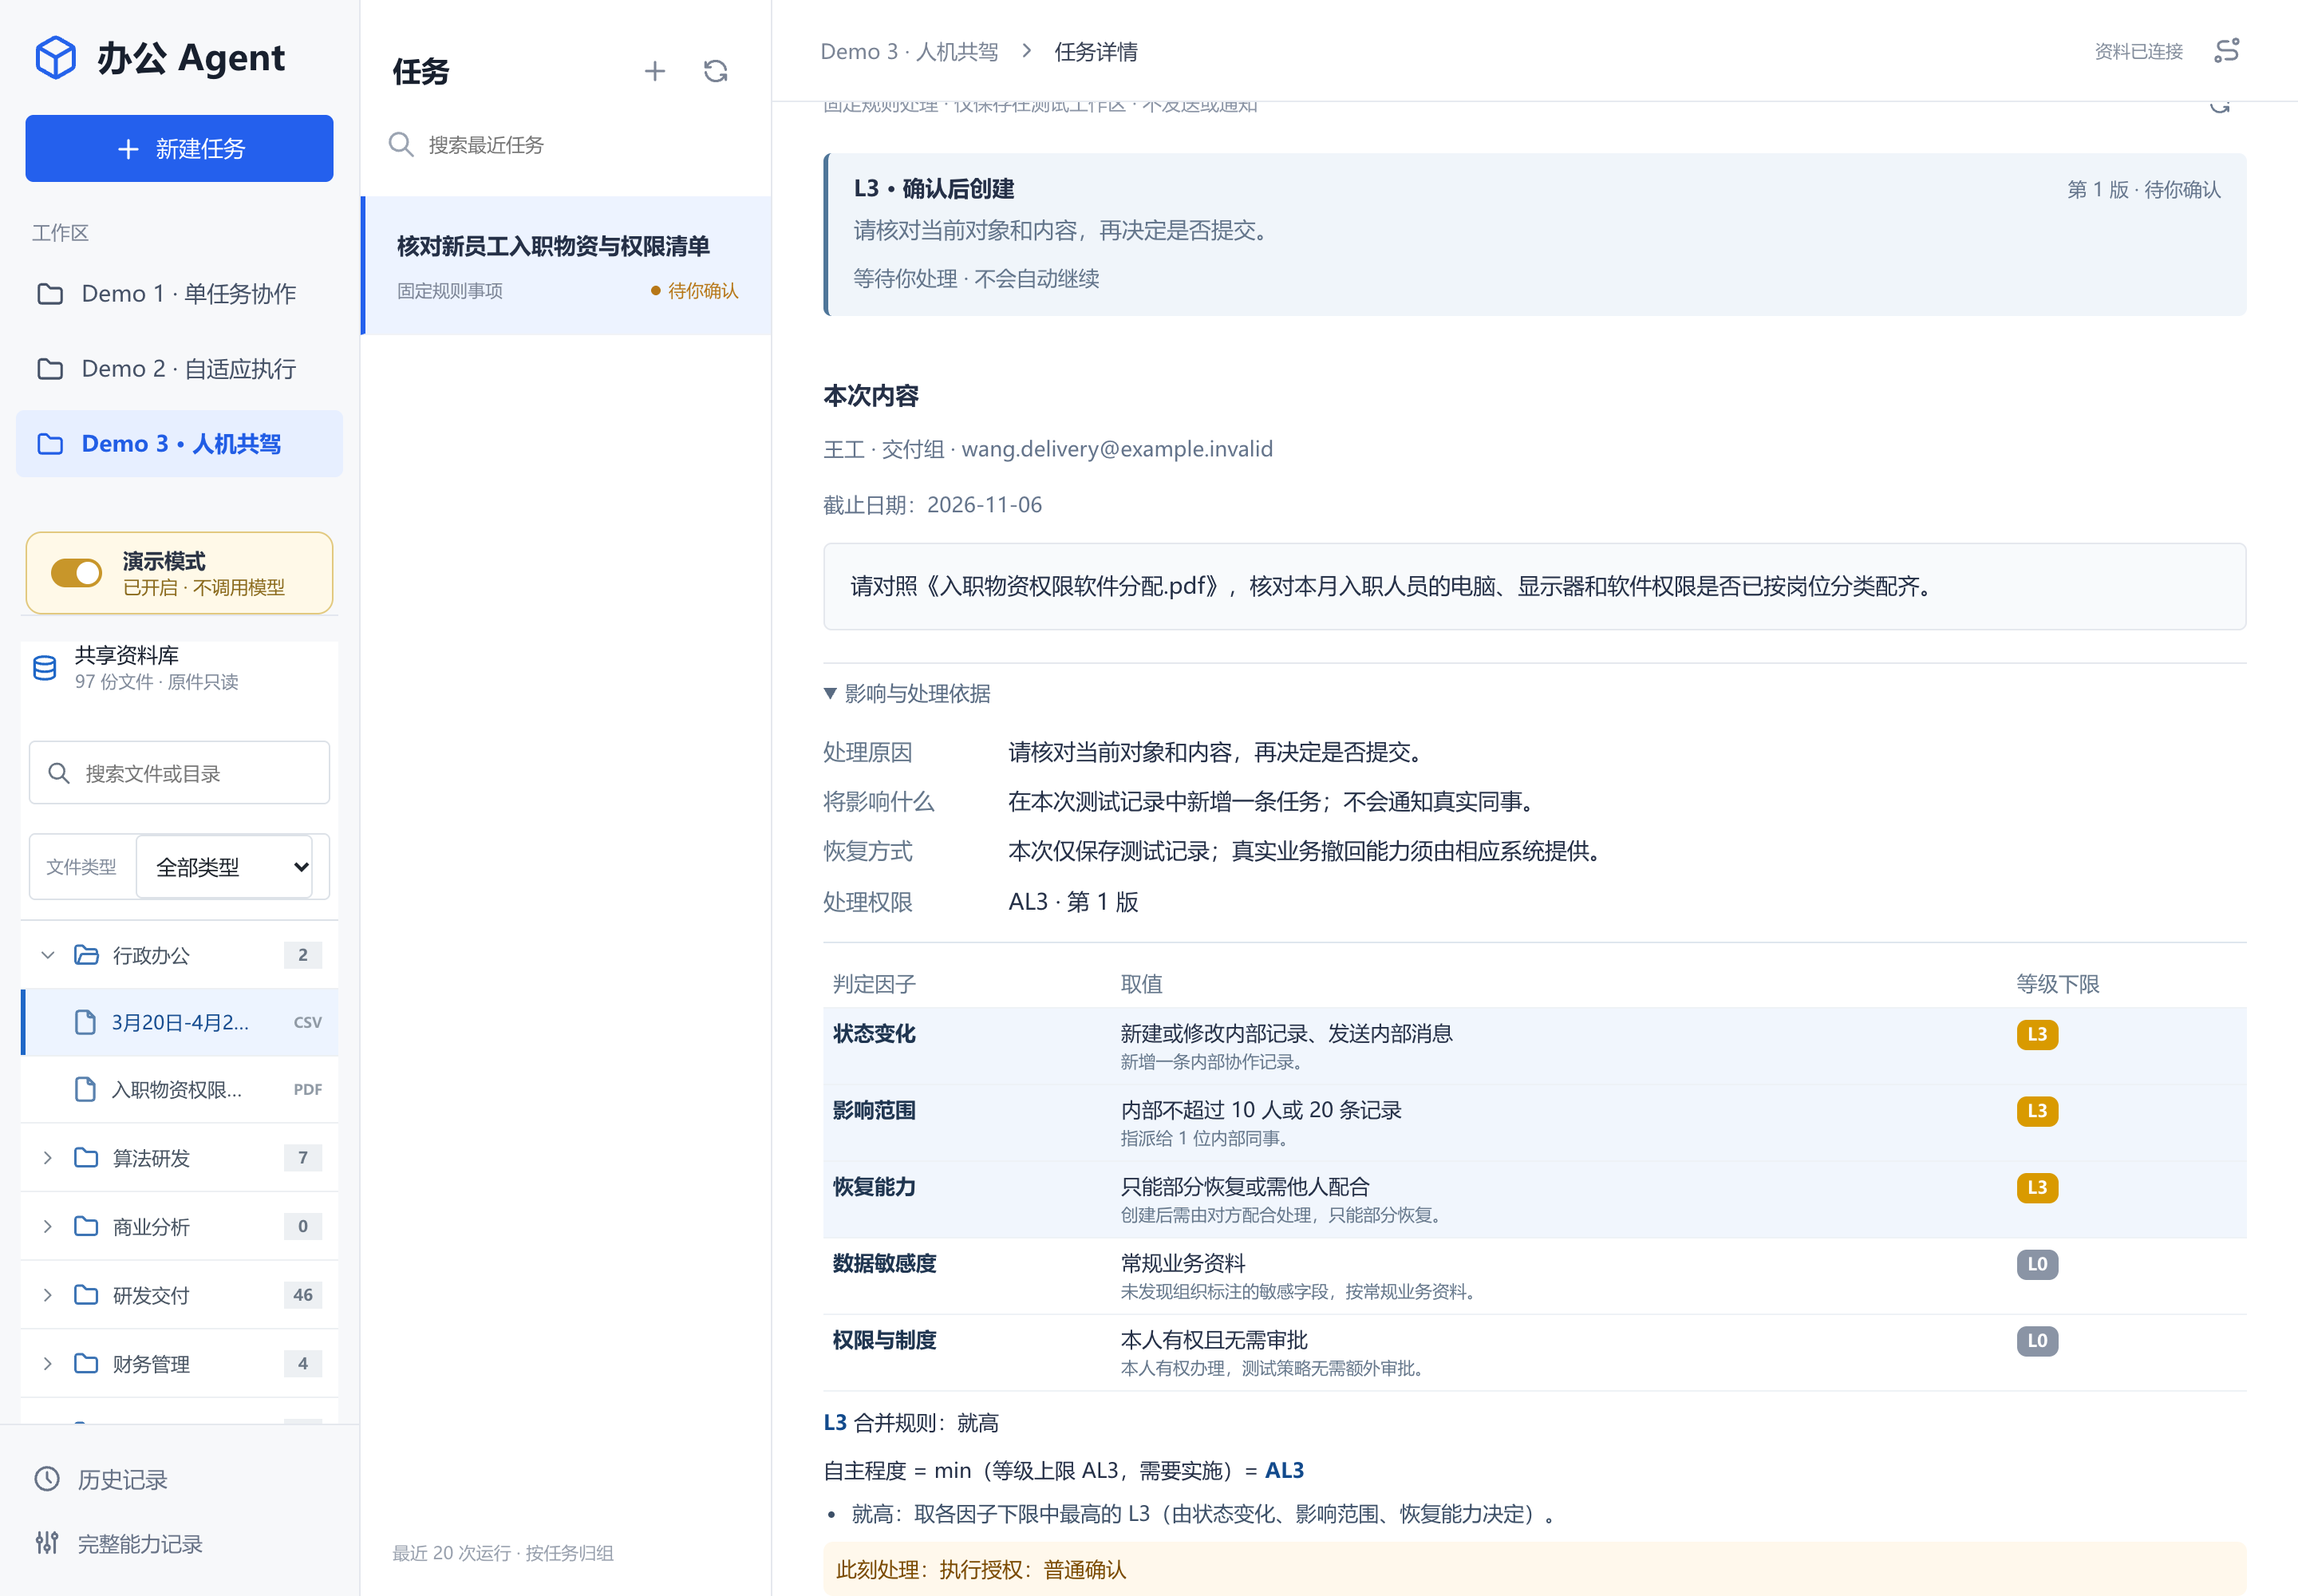 办公 Agent
新建任务
工作区
Demo 1 · 单任务协作
Demo 2 · 自适应执行
Demo 3 · 人机共驾
演示模式
已开启 · 不调用模型
共享资料库
97 份文件 · 原件只读
搜索文件或目录
文件类型 全部类型
行政办公 2
3月20日-4月2... CSV
入职物资权限... PDF
算法研发 7
商业分析 0
研发交付 46
财务管理 4
历史记录
完整能力记录
任务
搜索最近任务
核对新员工入职物资与权限清单
固定规则事项 待你确认
最近 20 次运行 · 按任务归组
Demo 3 · 人机共驾 > 任务详情 资料已连接
固定规则处理 · 仅保存在测试工作区 · 不发送或通知
L3 · 确认后创建 第 1 版 · 待你确认
请核对当前对象和内容，再决定是否提交。
等待你处理 · 不会自动继续
本次内容
王工 · 交付组 · wang.delivery@example.invalid
截止日期：2026-11-06
请对照《入职物资权限软件分配.pdf》，核对本月入职人员的电脑、显示器和软件权限是否已按岗位分类配齐。
▼ 影响与处理依据
处理原因 请核对当前对象和内容，再决定是否提交。
将影响什么 在本次测试记录中新增一条任务；不会通知真实同事。
恢复方式 本次仅保存测试记录；真实业务撤回能力须由相应系统提供。
处理权限 AL3 · 第 1 版
判定因子 取值 等级下限
状态变化 新建或修改内部记录、发送内部消息 L3
新增一条内部协作记录。
影响范围 内部不超过 10 人或 20 条记录 L3
指派给 1 位内部同事。
恢复能力 只能部分恢复或需他人配合 L3
创建后需由对方配合处理，只能部分恢复。
数据敏感度 常规业务资料 L0
未发现组织标注的敏感字段，按常规业务资料。
权限与制度 本人有权且无需审批 L0
本人有权办理，测试策略无需额外审批。
L3 合并规则：就高
自主程度 = min（等级上限 AL3，需要实施）= AL3
• 就高：取各因子下限中最高的 L3（由状态变化、影响范围、恢复能力决定）。
此刻处理：执行授权：普通确认